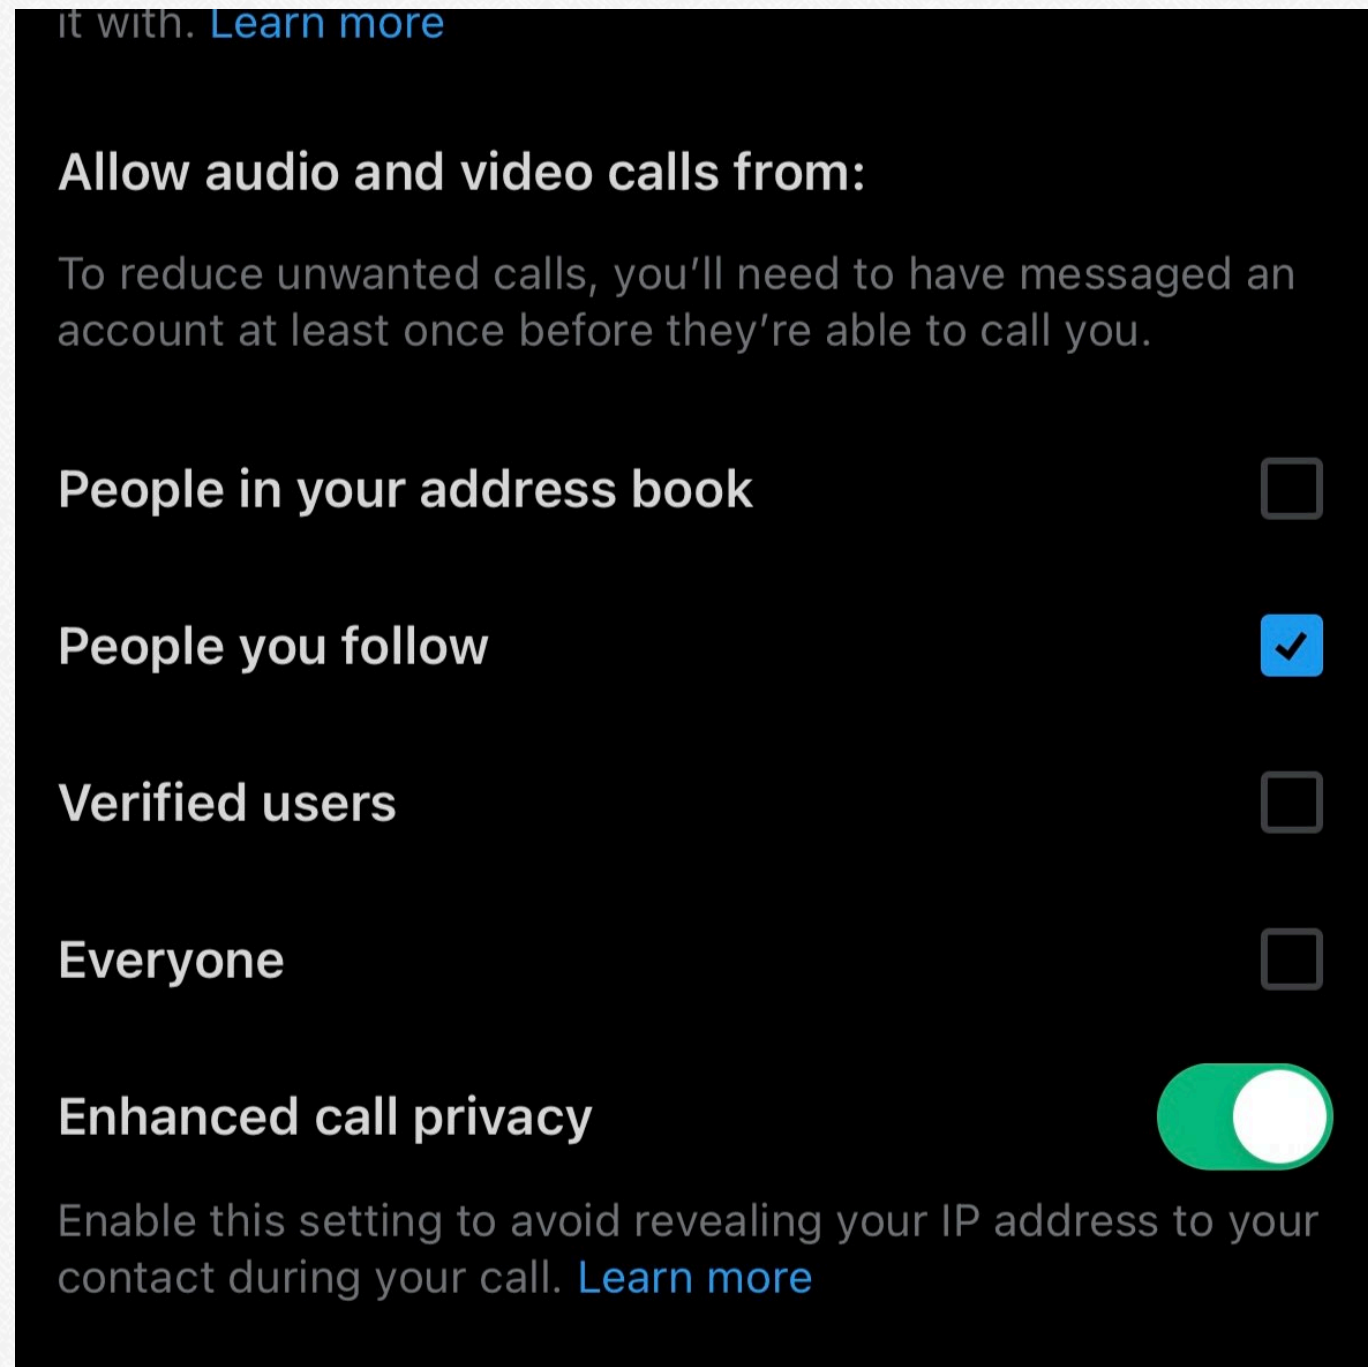 it with. Learn more
Allow audio and video calls from:
To reduce unwanted calls, you’ll need to have messaged an
account at least once before they’re able to call you.
People in your address book
People you follow
Verified users
Everyone
Enhanced call privacy
Enable this setting to avoid revealing your IP address to your
contact during your call. Learn more